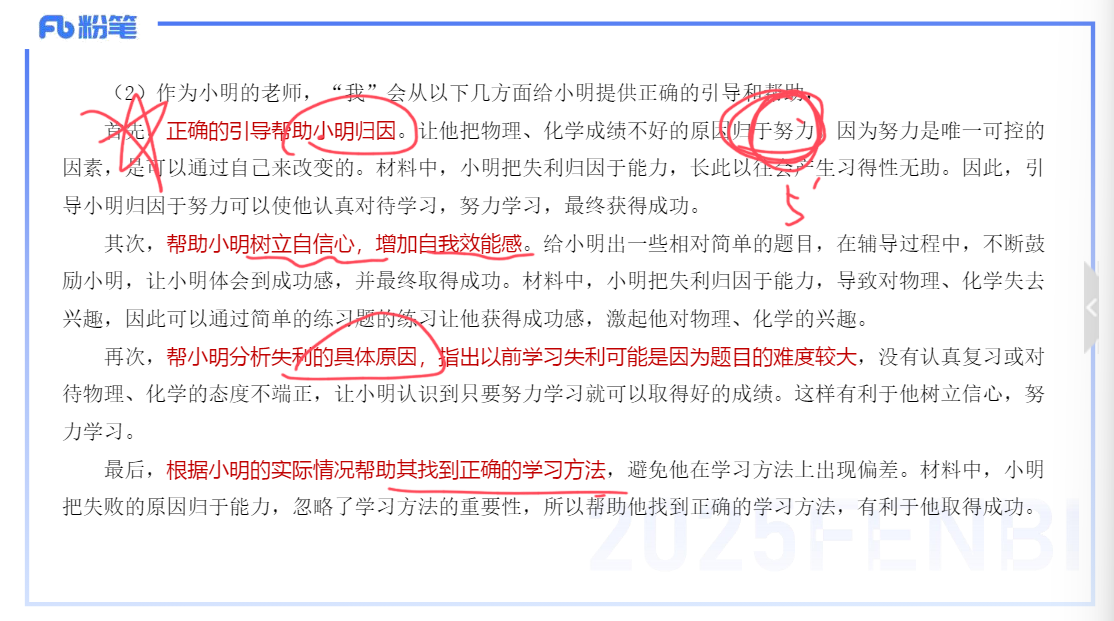 粉笔
（2）作为小明的老师，“我”会从以下几方面给小明提供正确的引导和帮助：
首先，正确的引导帮助小明归因。让他把物理、化学成绩不好的原因归于努力，因为努力是唯一可控的
因素，是可以通过自己来改变的。材料中，小明把失利归因于能力，长此以往会产生习得性无助。因此，引
导小明归因于努力可以使他认真对待学习，努力学习，最终获得成功。
5'
其次，帮助小明树立自信心，增加自我效能感。给小明出一些相对简单的题目，在辅导过程中，不断鼓
励小明，让小明体会到成功感，并最终取得成功。材料中，小明把失利归因于能力，导致对物理、化学失去
兴趣，因此可以通过简单的练习题的练习让他获得成功感，激起他对物理、化学的兴趣。
再次，帮小明分析失利的具体原因，指出以前学习失利可能是因为题目的难度较大，没有认真复习或对
待物理、化学的态度不端正，让小明认识到只要努力学习就可以取得好的成绩。这样有利于他树立信心，努
力学习。
最后，根据小明的实际情况帮助其找到正确的学习方法，避免他在学习方法上出现偏差。材料中，小明
把失败的原因归于能力，忽略了学习方法的重要性，所以帮助他找到正确的学习方法，有利于他取得成功。
2025FENBI